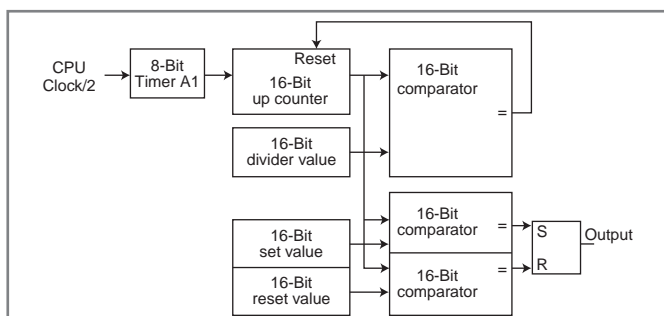 CPU
Clock/2
8-Bit
Timer A1
Reset
16-Bit
up counter
16-Bit
comparator
=
16-Bit
divider value
16-Bit
set value
16-Bit
reset value
16-Bit
comparator
=
16-Bit
comparator
=
S
R
Output